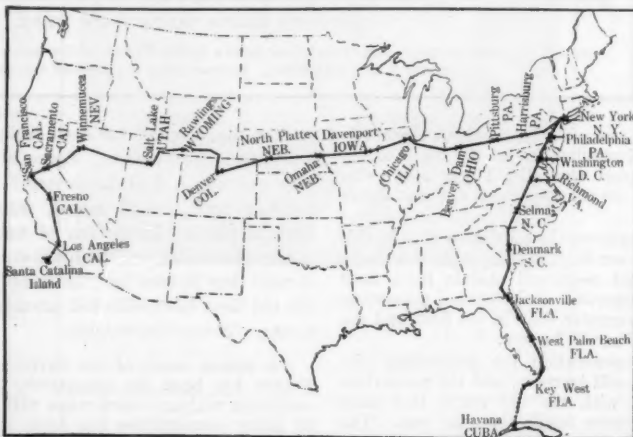 San Francisco
CAL.
Sacramento
CAL
Winnemucca
NEV
Salt Lake
UTAH
Rawlins
WYOMING
Denver
COL.
North Platte
NEB.
Omaha
NEB.
Davenport
IOWA
Chicago
ILL.
Beaver Dam
OHIO
Pittsburg
PA.
Harrisburg
PA
New York
N. Y.
Philadelphia
PA.
Washington
D. C.
Richmond
VA.
Selma
N. C.
Denmark
S. C.
Jacksonville
FLA.
West Palm Beach
FLA.
Key West
FLA.
Havana
CUBA
Fresno
CAL.
Los Angeles
CAL.
Santa Catalina
Island